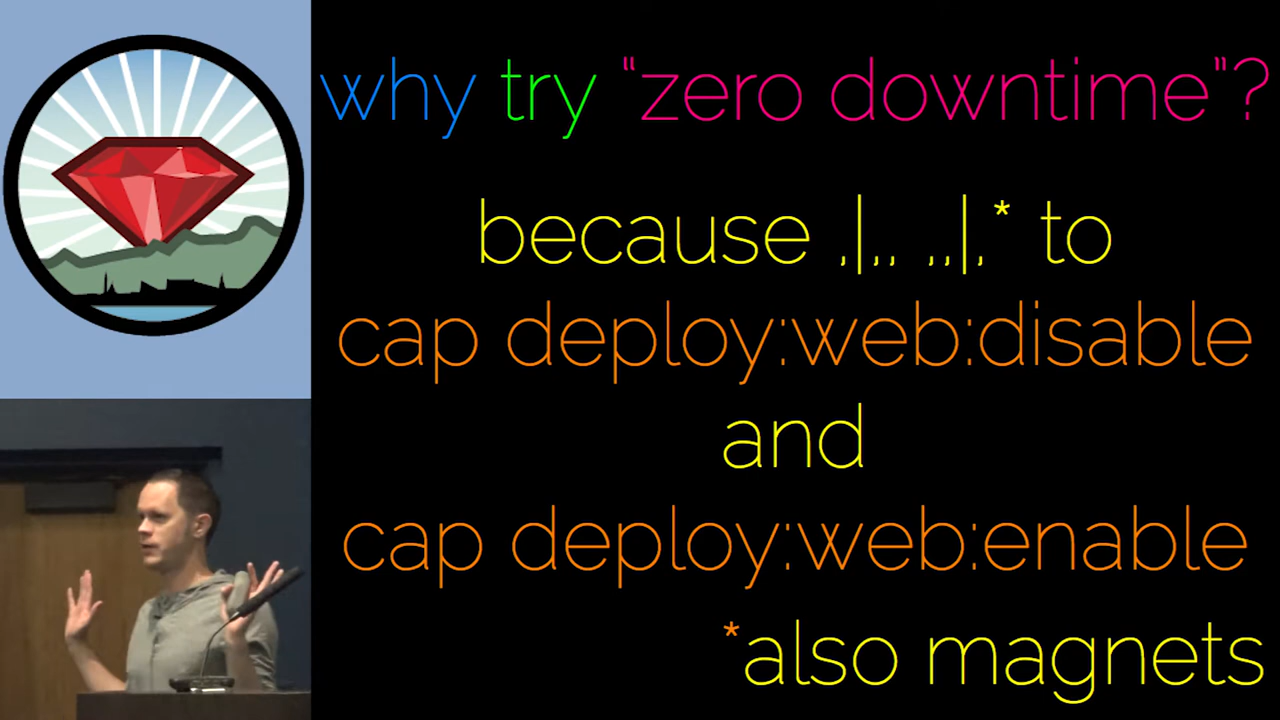 why try “zero downtime”?
because ,|,, ,,|,* to
cap deploy:web:disable
and
cap deploy:web:enable
*also magnets